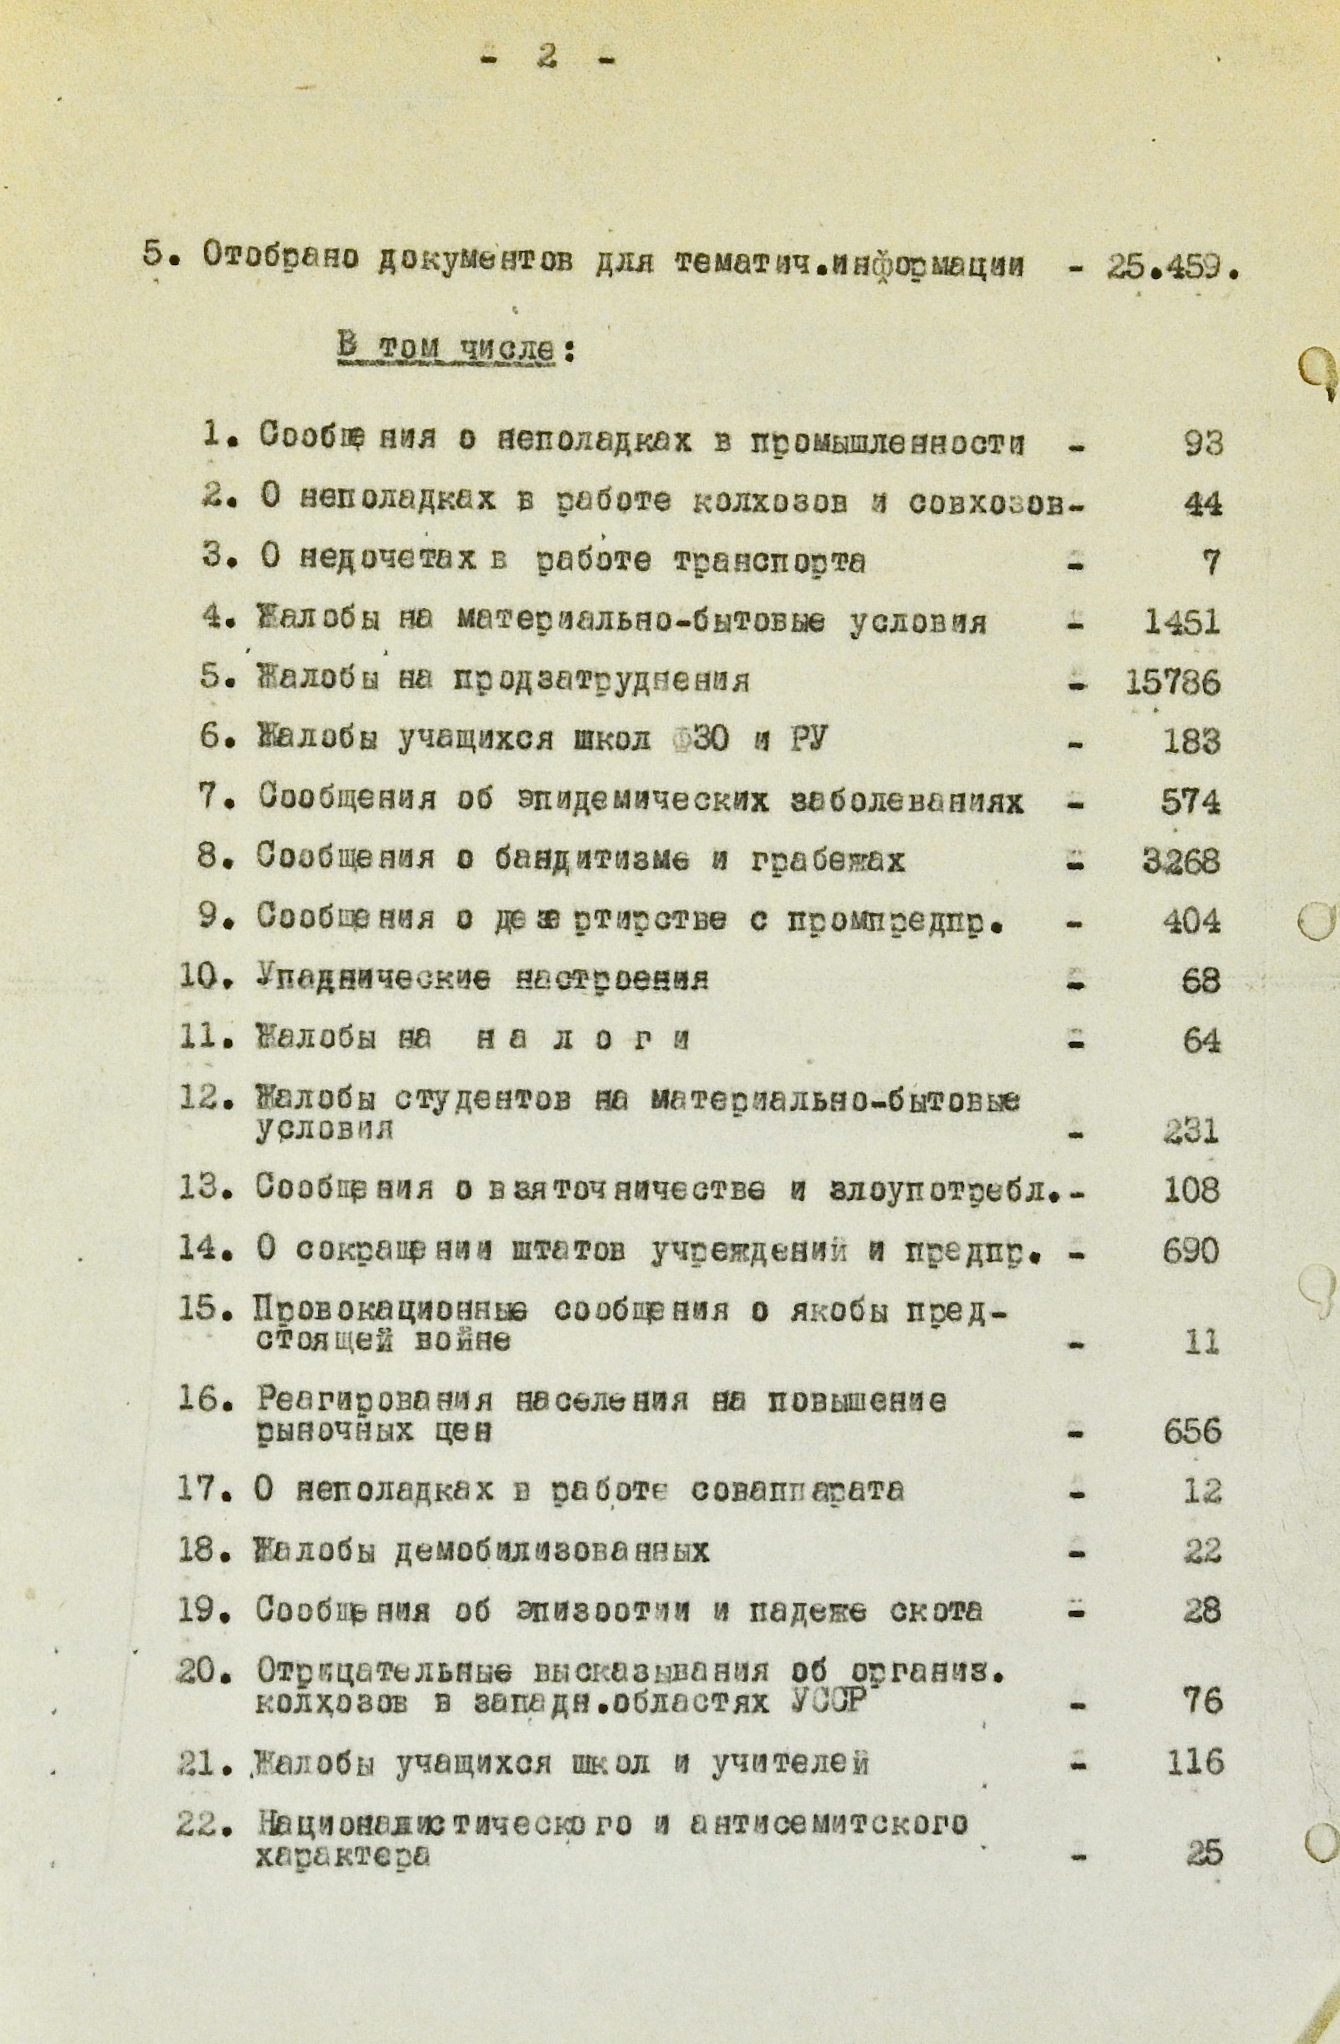 - 2 -
5. Отобрано документов для тематич.информации - 25.459.
В том числе:
1. Сообщения о неполадках в промышленности - 93
2. О неполадках в работе колхозов и совхозов- 44
3. О недочетах в работе транспорта - 7
4. Жалобы на материально-бытовые условия - 1451
5. Жалобы на продзатруднения - 15786
6. Жалобы учащихся школ ФЗО и РУ - 183
7. Сообщения об эпидемических заболеваниях - 574
8. Сообщения о бандитизме и грабежах - 3268
9. Сообщения о дезертирстве с промпредпр. - 404
10. Упаднические настроения - 68
11. Жалобы на н а л о г и - 64
12. Жалобы студентов на материально-бытовые
условия - 231
13. Сообщения о взяточничестве и злоупотребл.- 108
14. О сокращении штатов учреждений и предпр. - 690
15. Провокационные сообщения о якобы пред-
стоящей войне - 11
16. Реагирования населения на повышение
рыночных цен - 656
17. О неполадках в работе соваппарата - 12
18. Жалобы демобилизованных - 22
19. Сообщения об эпизоотии и падеже скота - 28
20. Отрицательные высказывания об организ.
колхозов в западн.областях УССР - 76
21. Жалобы учащихся школ и учителей - 116
22. Националистического и антисемитского
характера - 25